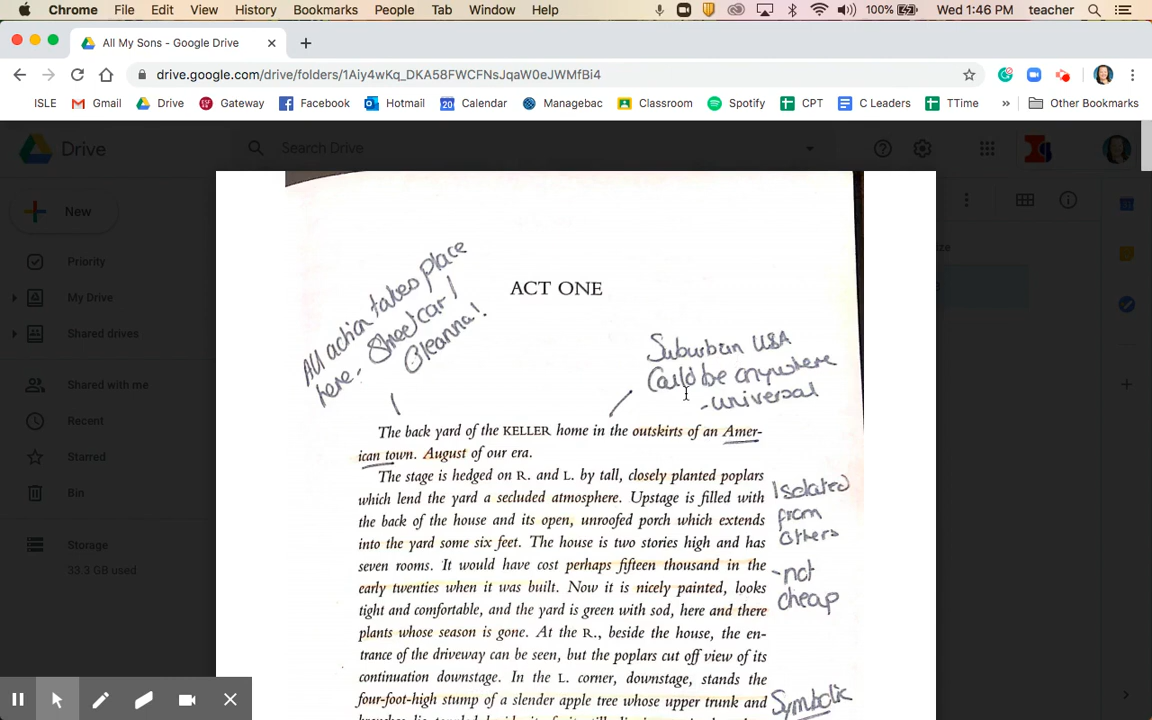 Chrome File Edit View History Bookmarks People Tab Window Help 100% Wed 1:46 PM teacher
All My Sons - Google Drive
drive.google.com/drive/folders/1Aiy4wKq_DKA58FWCFNsJqaW0eJWMfBi4
ISLE Gmail Drive Gateway Facebook Hotmail Calendar Managebac Classroom Spotify CPT C Leaders TTime » Other Bookmarks
Drive Search Drive
New
Priority
My Drive
Shared drives
Shared with me
Recent
Starred
Bin
Storage
33.3 GB used
All action takes place
here - Streetcar /
Oleanna!
ACT ONE
Suburban USA
Could be anywhere
- universal
The back yard of the KELLER home in the outskirts of an Amer-
ican town. August of our era.
The stage is hedged on R. and L. by tall, closely planted poplars
which lend the yard a secluded atmosphere. Upstage is filled with
the back of the house and its open, unroofed porch which extends
into the yard some six feet. The house is two stories high and has
seven rooms. It would have cost perhaps fifteen thousand in the
early twenties when it was built. Now it is nicely painted, looks
tight and comfortable, and the yard is green with sod, here and there
plants whose season is gone. At the R., beside the house, the en-
trance of the driveway can be seen, but the poplars cut off view of its
continuation downstage. In the L. corner, downstage, stands the
four-foot-high stump of a slender apple tree whose upper trunk and
Isolated
from
others
- not
cheap
Symbolic